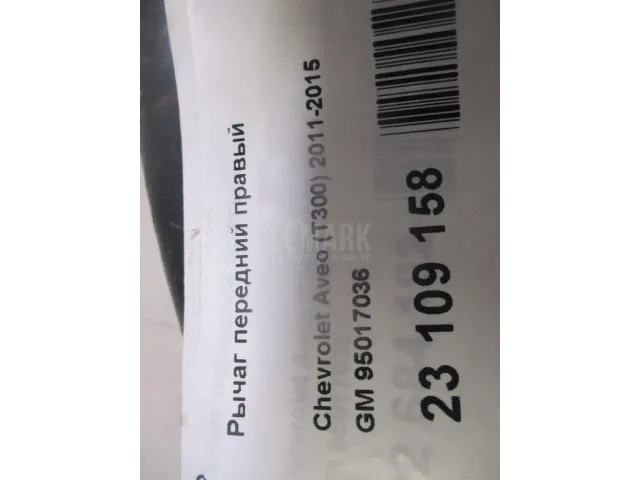 Рычаг передний правый
Chevrolet Aveo (T300) 2011-2015
GM 95017036
23 109 158